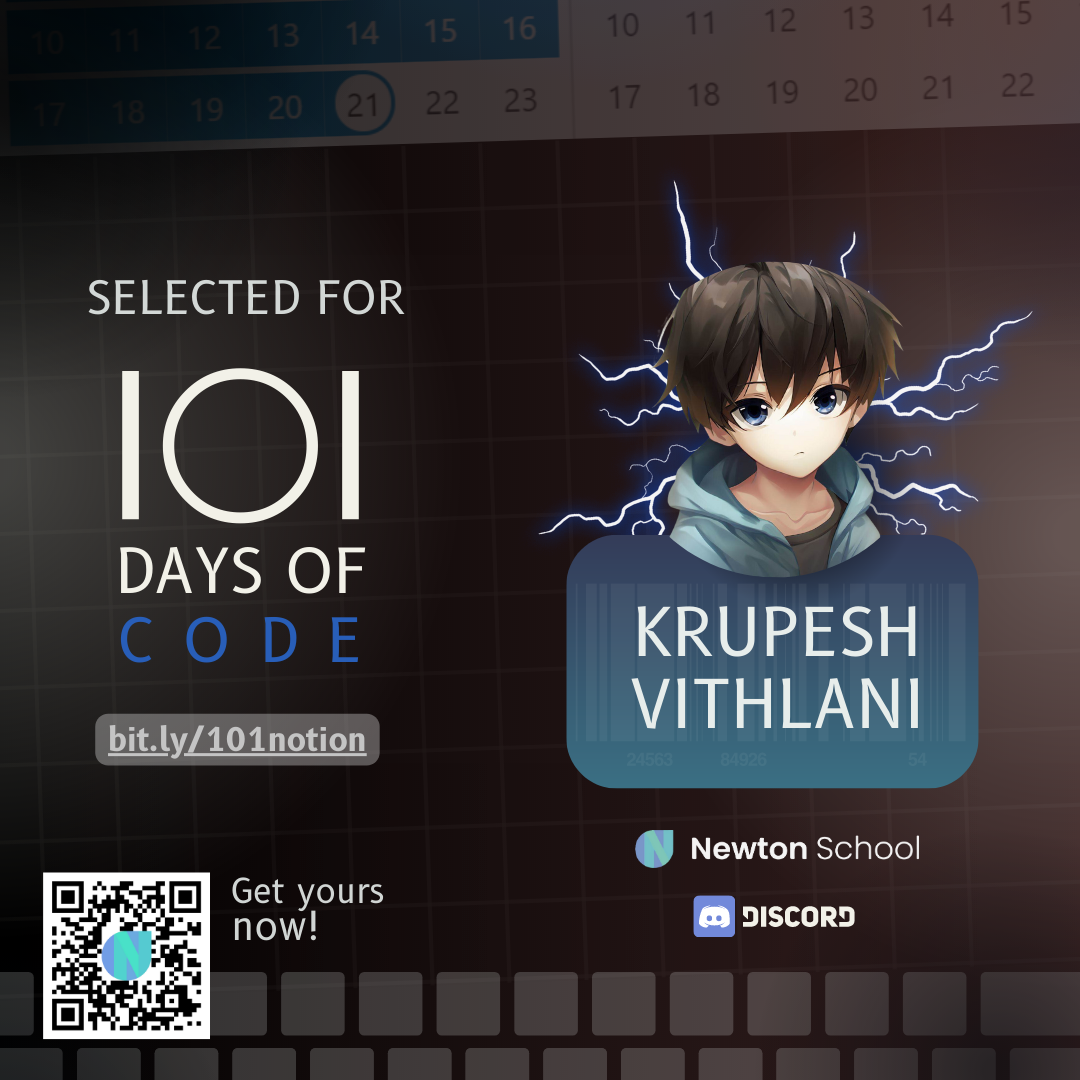 10 11 12 13 14 15 16 10 11 12 13 14 15
17 18 19 20 21 22 23 17 18 19 20 21 22
SELECTED FOR
101
DAYS OF
CODE
bit.ly/101notion
Get yours
now!
KRUPESH
VITHLANI
24563 84926 54
Newton School
DISCORD